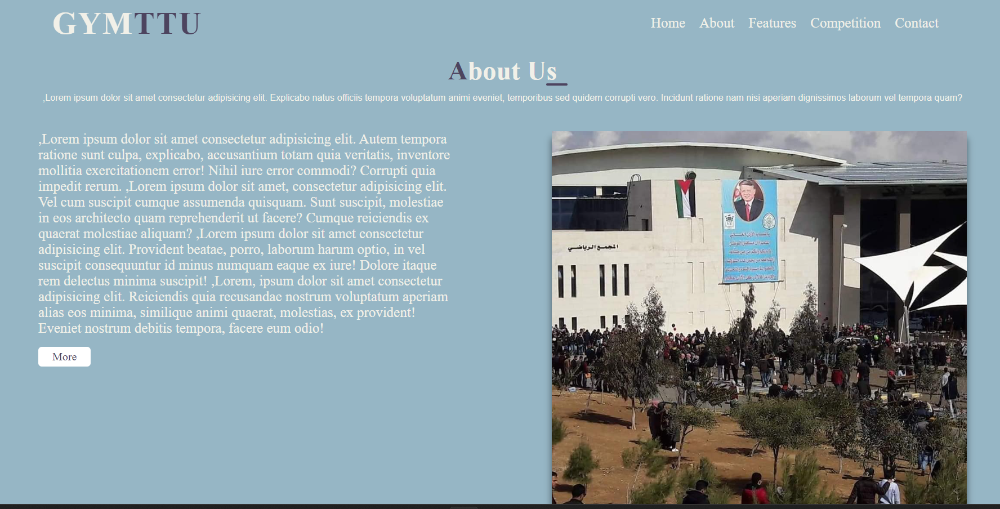 GYMTTU
Home About Features Competition Contact
About Us
,Lorem ipsum dolor sit amet consectetur adipisicing elit. Explicabo natus officiis tempora voluptatum animi eveniet, temporibus sed quidem corrupti vero. Incidunt ratione nam nisi aperiam dignissimos laborum vel tempora quam?
,Lorem ipsum dolor sit amet consectetur adipisicing elit. Autem tempora
ratione sunt culpa, explicabo, accusantium totam quia veritatis, inventore
mollitia exercitationem error! Nihil iure error commodi? Corrupti quia
impedit rerum. ,Lorem ipsum dolor sit amet, consectetur adipisicing elit.
Vel cum suscipit cumque assumenda quisquam. Sunt suscipit, molestiae
in eos architecto quam reprehenderit ut facere? Cumque reiciendis ex
quaerat molestiae aliquam? ,Lorem ipsum dolor sit amet consectetur
adipisicing elit. Provident beatae, porro, laborum harum optio, in vel
suscipit consequuntur id minus numquam eaque ex iure! Dolore itaque
rem delectus minima suscipit! ,Lorem, ipsum dolor sit amet consectetur
adipisicing elit. Reiciendis quia recusandae nostrum voluptatum aperiam
alias eos minima, similique animi quaerat, molestias, ex provident!
Eveniet nostrum debitis tempora, facere eum odio!
More
المجمع الرياضي